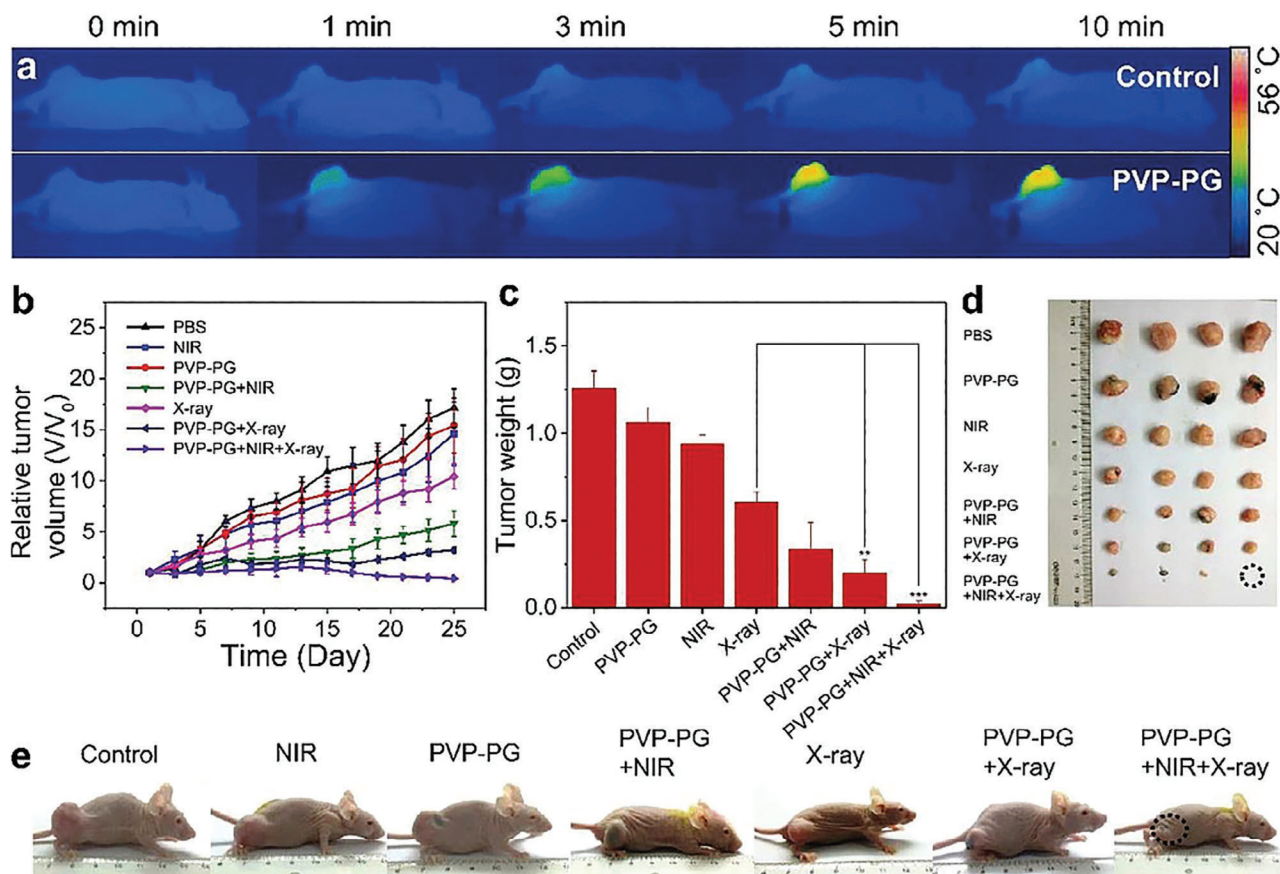 0 min 1 min 3 min 5 min 10 min
a
Control
PVP-PG
56 °C
20 °C
b
Relative tumor
volume (V/V0)
25
20
15
10
5
0
PBS
NIR
PVP-PG
PVP-PG+NIR
X-ray
PVP-PG+X-ray
PVP-PG+NIR+X-ray
0 5 10 15 20 25
Time (Day)
c
Tumor weight (g)
1.5
1.0
0.5
0.0
**
***
Control
PVP-PG
NIR
X-ray
PVP-PG+NIR
PVP-PG+X-ray
PVP-PG+NIR+X-ray
d
PBS
PVP-PG
NIR
X-ray
PVP-PG
+NIR
PVP-PG
+X-ray
PVP-PG
+NIR+X-ray
e
Control
NIR
PVP-PG
PVP-PG
+NIR
X-ray
PVP-PG
+X-ray
PVP-PG
+NIR+X-ray